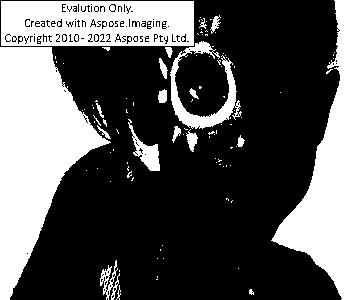 Evalution Only.
Created with Aspose.Imaging.
Copyright 2010- 2022 Aspose Pty Ltd.